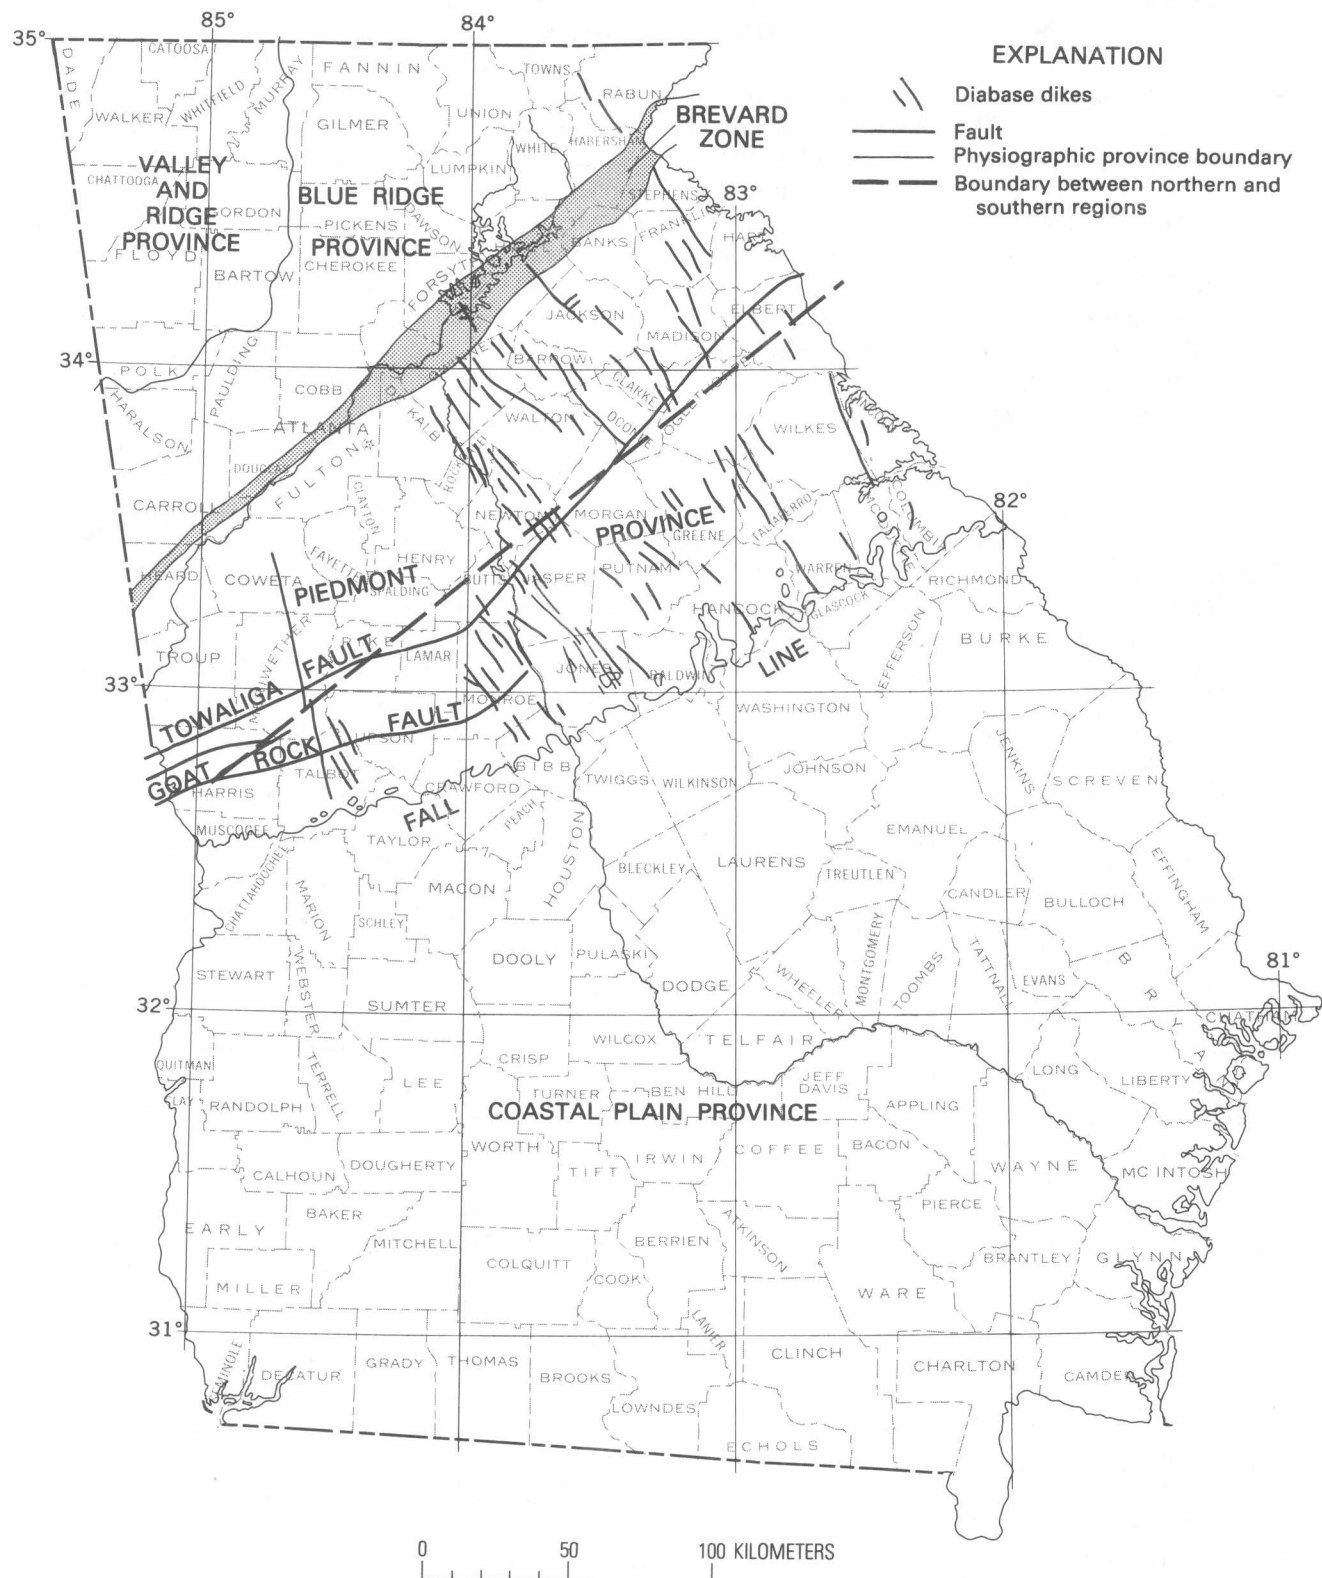 85°
84°
35°
EXPLANATION
Diabase dikes
Fault
Physiographic province boundary
Boundary between northern and
southern regions
DADE
CATOOSA
WHITFIELD
MURRAY
FANNIN
TOWNS
RABUN
WALKER
GILMER
UNION
WHITE
HABERSHAM
BREVARD
ZONE
CHATTOOGA
VALLEY
AND
RIDGE
PROVINCE
LUMPKIN
STEPHENS
83°
BLUE RIDGE
PROVINCE
GORDON
PICKENS
DAWSON
BANKS
FRANKLIN
HART
FLOYD
BARTOW
CHEROKEE
FORSYTH
JACKSON
MADISON
ELBERT
34°
POLK
PAULDING
COBB
BARROW
CLARKE
HARALSON
ATLANTA
DE KALB
WALTON
OCONEE
OGLETHORPE
WILKES
LINCOLN
DOUGLAS
FULTON
CARROLL
CLAYTON
ROCKDALE
NEWTON
MORGAN
PROVINCE
GREENE
TALIAFERRO
MCDUFFIE
COLUMBIA
82°
HEARD
COWETA
FAYETTE
HENRY
PIEDMONT
SPALDING
BUTTS
JASPER
PUTNAM
HANCOCK
WARREN
GLASCOCK
RICHMOND
BURKE
JEFFERSON
TROUP
MERIWETHER
PIKE
LAMAR
33°
TOWALIGA
FAULT
MONROE
JONES
BALDWIN
LINE
WASHINGTON
GOAT
ROCK
FAULT
UPSON
HARRIS
TALBOT
CRAWFORD
BIBB
TWIGGS
WILKINSON
JOHNSON
JENKINS
SCREVEN
MUSCOGEE
FALL
TAYLOR
PEACH
HOUSTON
EMANUEL
CHATTAHOOCHEE
MARION
MACON
BLECKLEY
LAURENS
TREUTLEN
CANDLER
BULLOCH
EFFINGHAM
SCHLEY
STEWART
WEBSTER
DOOLY
PULASKI
DODGE
WHEELER
MONTGOMERY
TOOMBS
TATTNALL
EVANS
BRYAN
81°
32°
SUMTER
WILCOX
TELFAIR
CHATHAM
QUITMAN
TERRELL
LEE
CRISP
TURNER
BEN HILL
JEFF
DAVIS
APPLING
LONG
LIBERTY
CLAY
RANDOLPH
COASTAL PLAIN PROVINCE
WORTH
TIFT
IRWIN
COFFEE
BACON
WAYNE
MC INTOSH
CALHOUN
DOUGHERTY
EARLY
BAKER
MITCHELL
BERRIEN
ATKINSON
PIERCE
BRANTLEY
GLYNN
COLQUITT
COOK
MILLER
WARE
31°
SEMINOLE
DECATUR
GRADY
THOMAS
BROOKS
LANIER
CLINCH
CHARLTON
CAMDEN
LOWNDES
ECHOLS
0
50
100 KILOMETERS